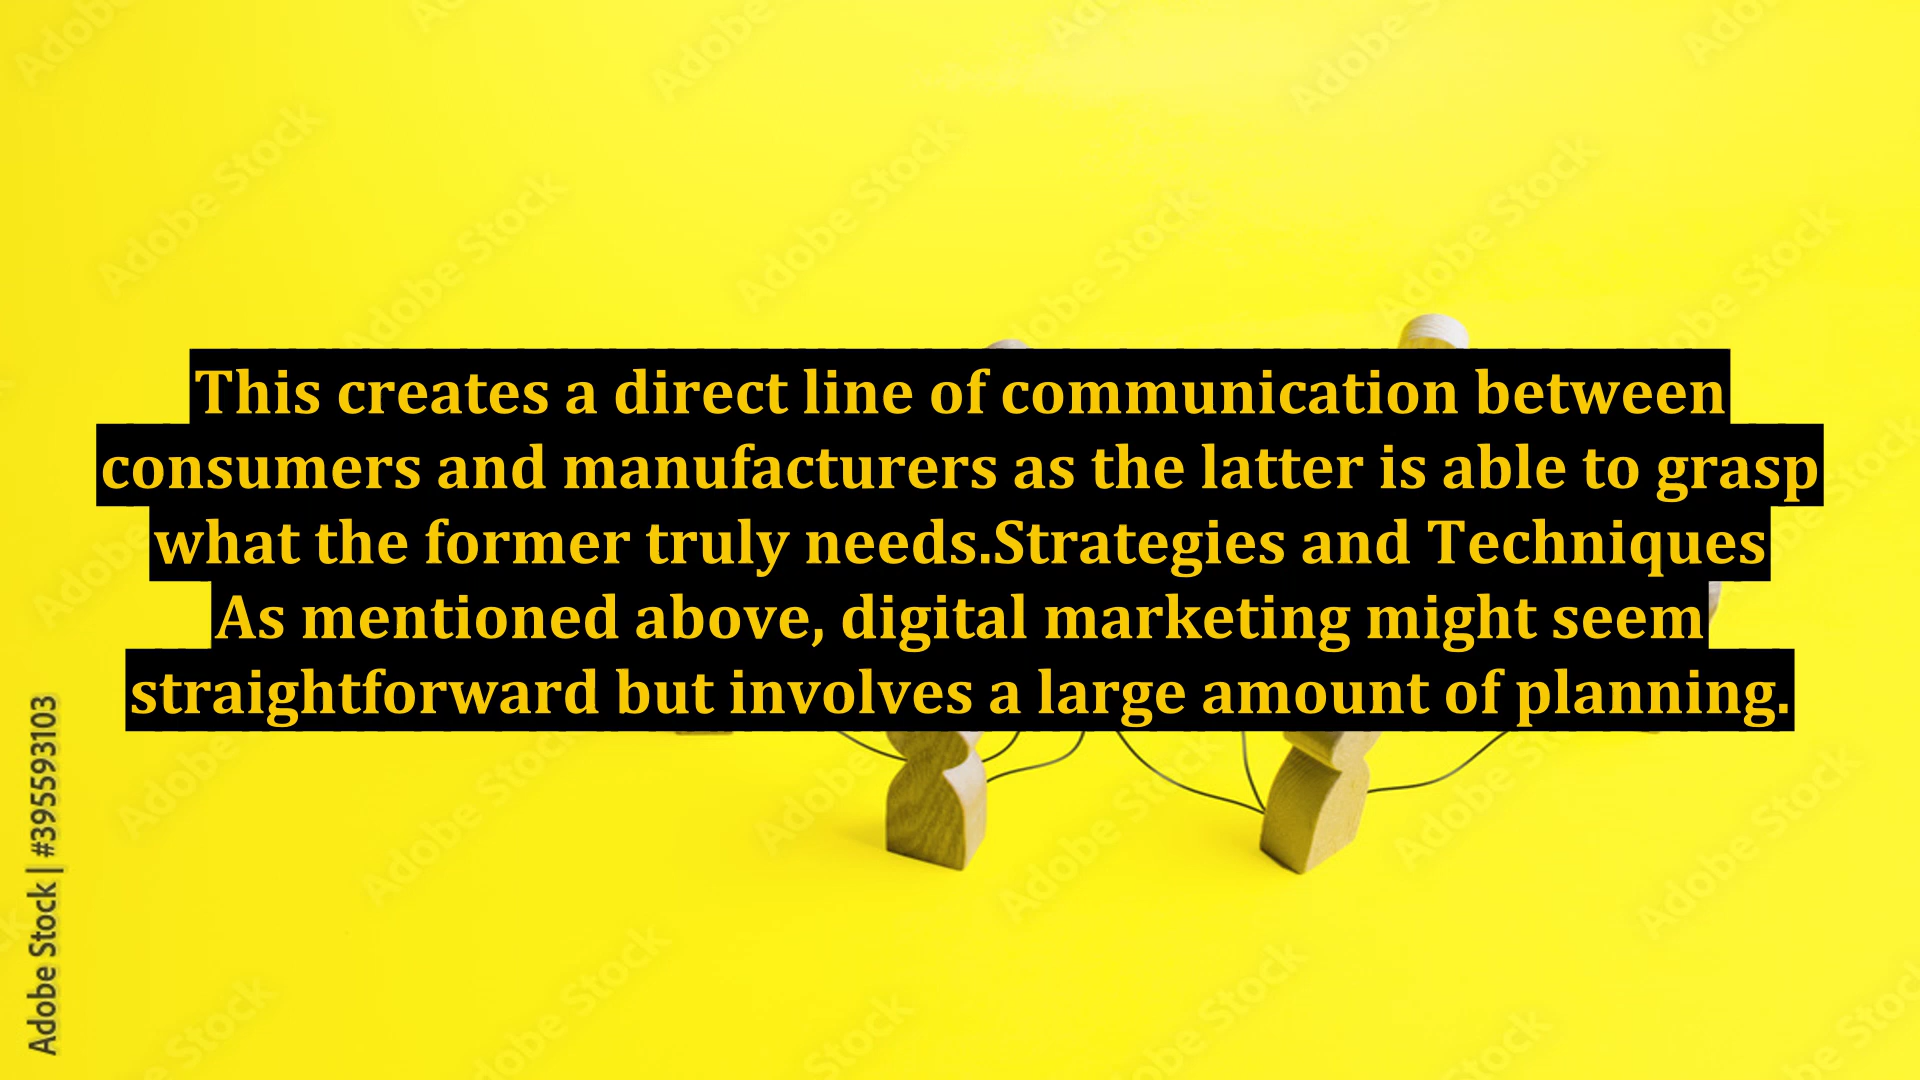 This creates a direct line of communication between
consumers and manufacturers as the latter is able to grasp
what the former truly needs.Strategies and Techniques
As mentioned above, digital marketing might seem
straightforward but involves a large amount of planning.
Adobe Stock | #395593103
Adobe Stock